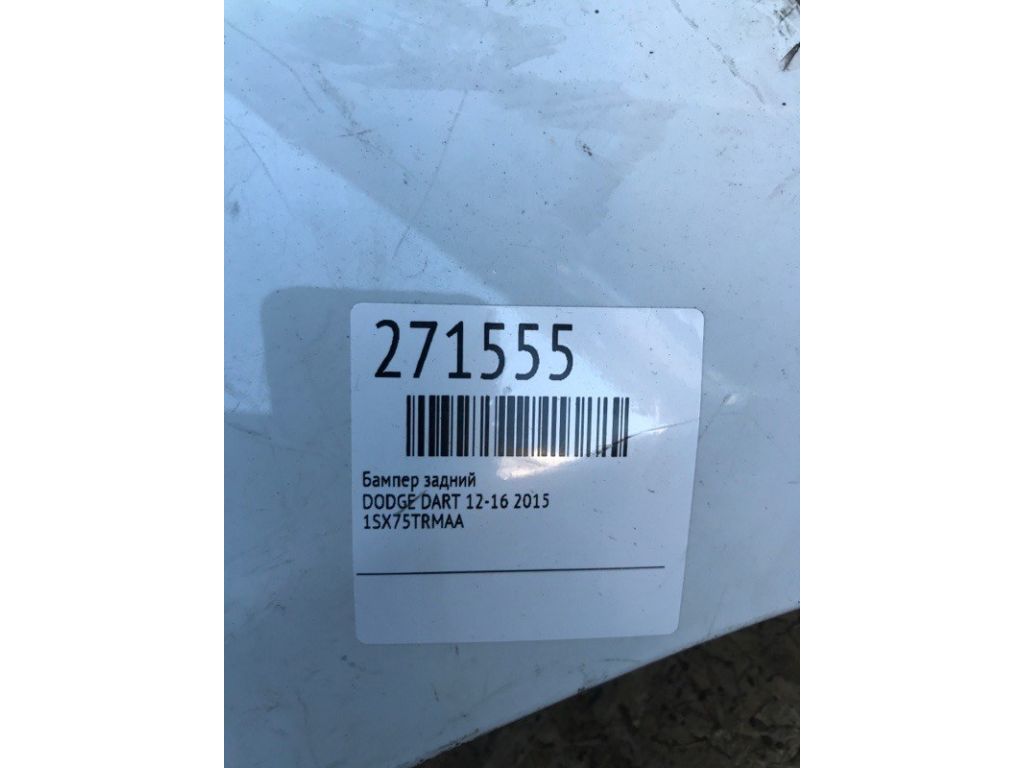 271555
Бампер задний
DODGE DART 12-16 2015
1SX75TRMAA